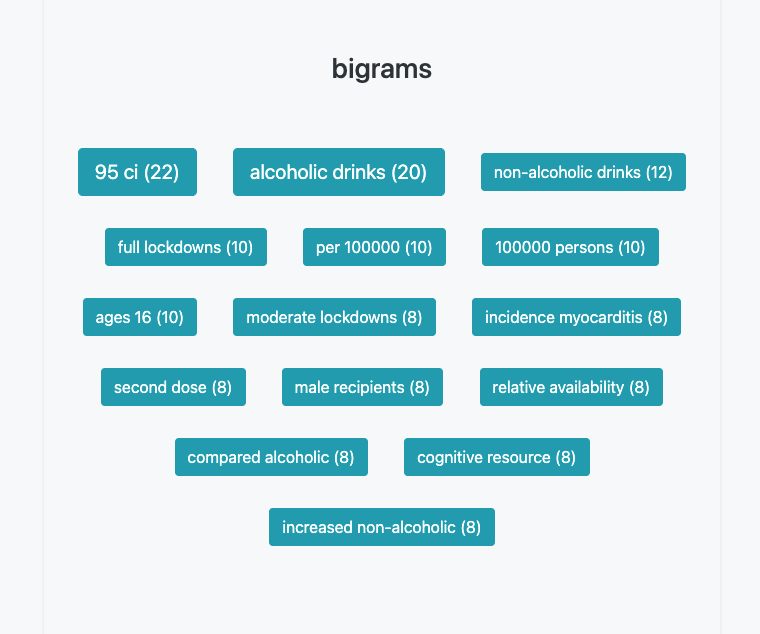 bigrams
95 ci (22) alcoholic drinks (20) non-alcoholic drinks (12)
full lockdowns (10) per 100000 (10) 100000 persons (10)
ages 16 (10) moderate lockdowns (8) incidence myocarditis (8)
second dose (8) male recipients (8) relative availability (8)
compared alcoholic (8) cognitive resource (8)
increased non-alcoholic (8)